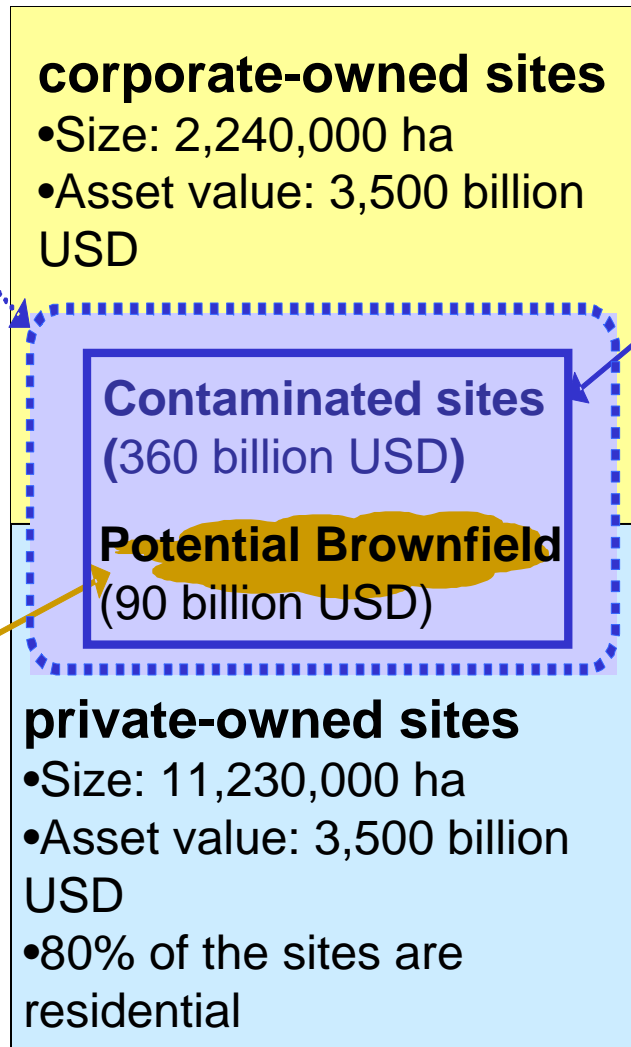 corporate-owned sites
•Size: 2,240,000 ha
•Asset value: 3,500 billion
USD
Contaminated sites
(360 billion USD)
Potential Brownfield
(90 billion USD)
private-owned sites
•Size: 11,230,000 ha
•Asset value: 3,500 billion
USD
•80% of the sites are
residential